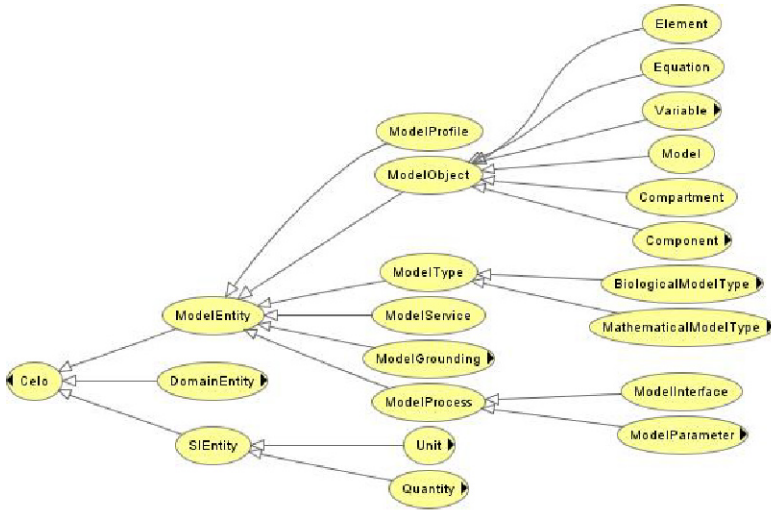 Element
Equation
Variable
ModelProfile
Model
ModelObject
Compartment
Component
ModelType
BiologicalModelType
ModelEntity
ModelService
MathematicalModelType
ModelGrounding
Celo
DomainEntity
ModelProcess
ModelInterface
ModelParameter
SIEntity
Unit
Quantity